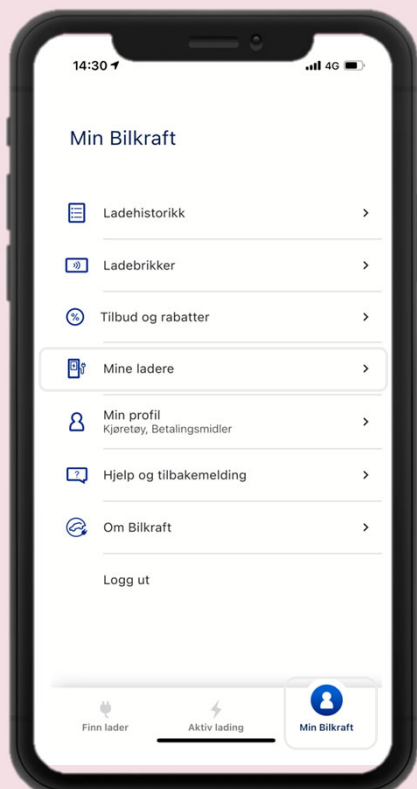 14:30
4G
Min Bilkraft
Ladehistorikk
Ladebrikker
%
Tilbud og rabatter
Mine ladere
Min profil
Kjøretøy, Betalingsmidler
?
Hjelp og tilbakemelding
Om Bilkraft
Logg ut
Finn lader
Aktiv lading
Min Bilkraft